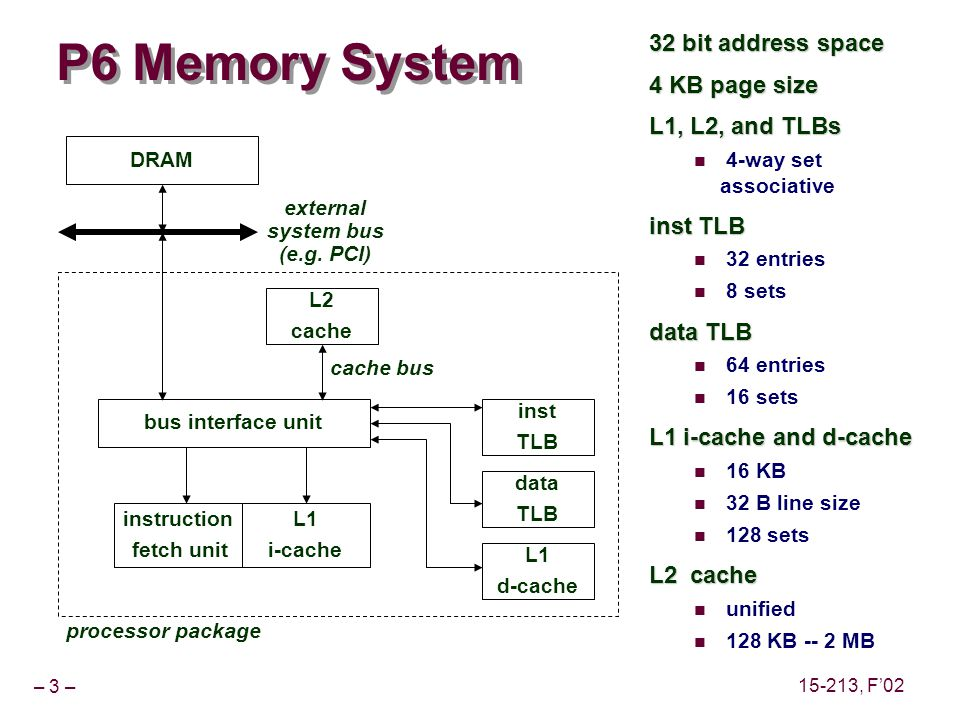 P6 Memory System
DRAM
external
system bus
(e.g. PCI)
L2
cache
cache bus
bus interface unit
inst
TLB
data
TLB
instruction
fetch unit
L1
i-cache
L1
d-cache
processor package
32 bit address space
4 KB page size
L1, L2, and TLBs
4-way set
associative
inst TLB
32 entries
8 sets
data TLB
64 entries
16 sets
L1 i-cache and d-cache
16 KB
32 B line size
128 sets
L2 cache
unified
128 KB -- 2 MB
– 3 –
15-213, F’02